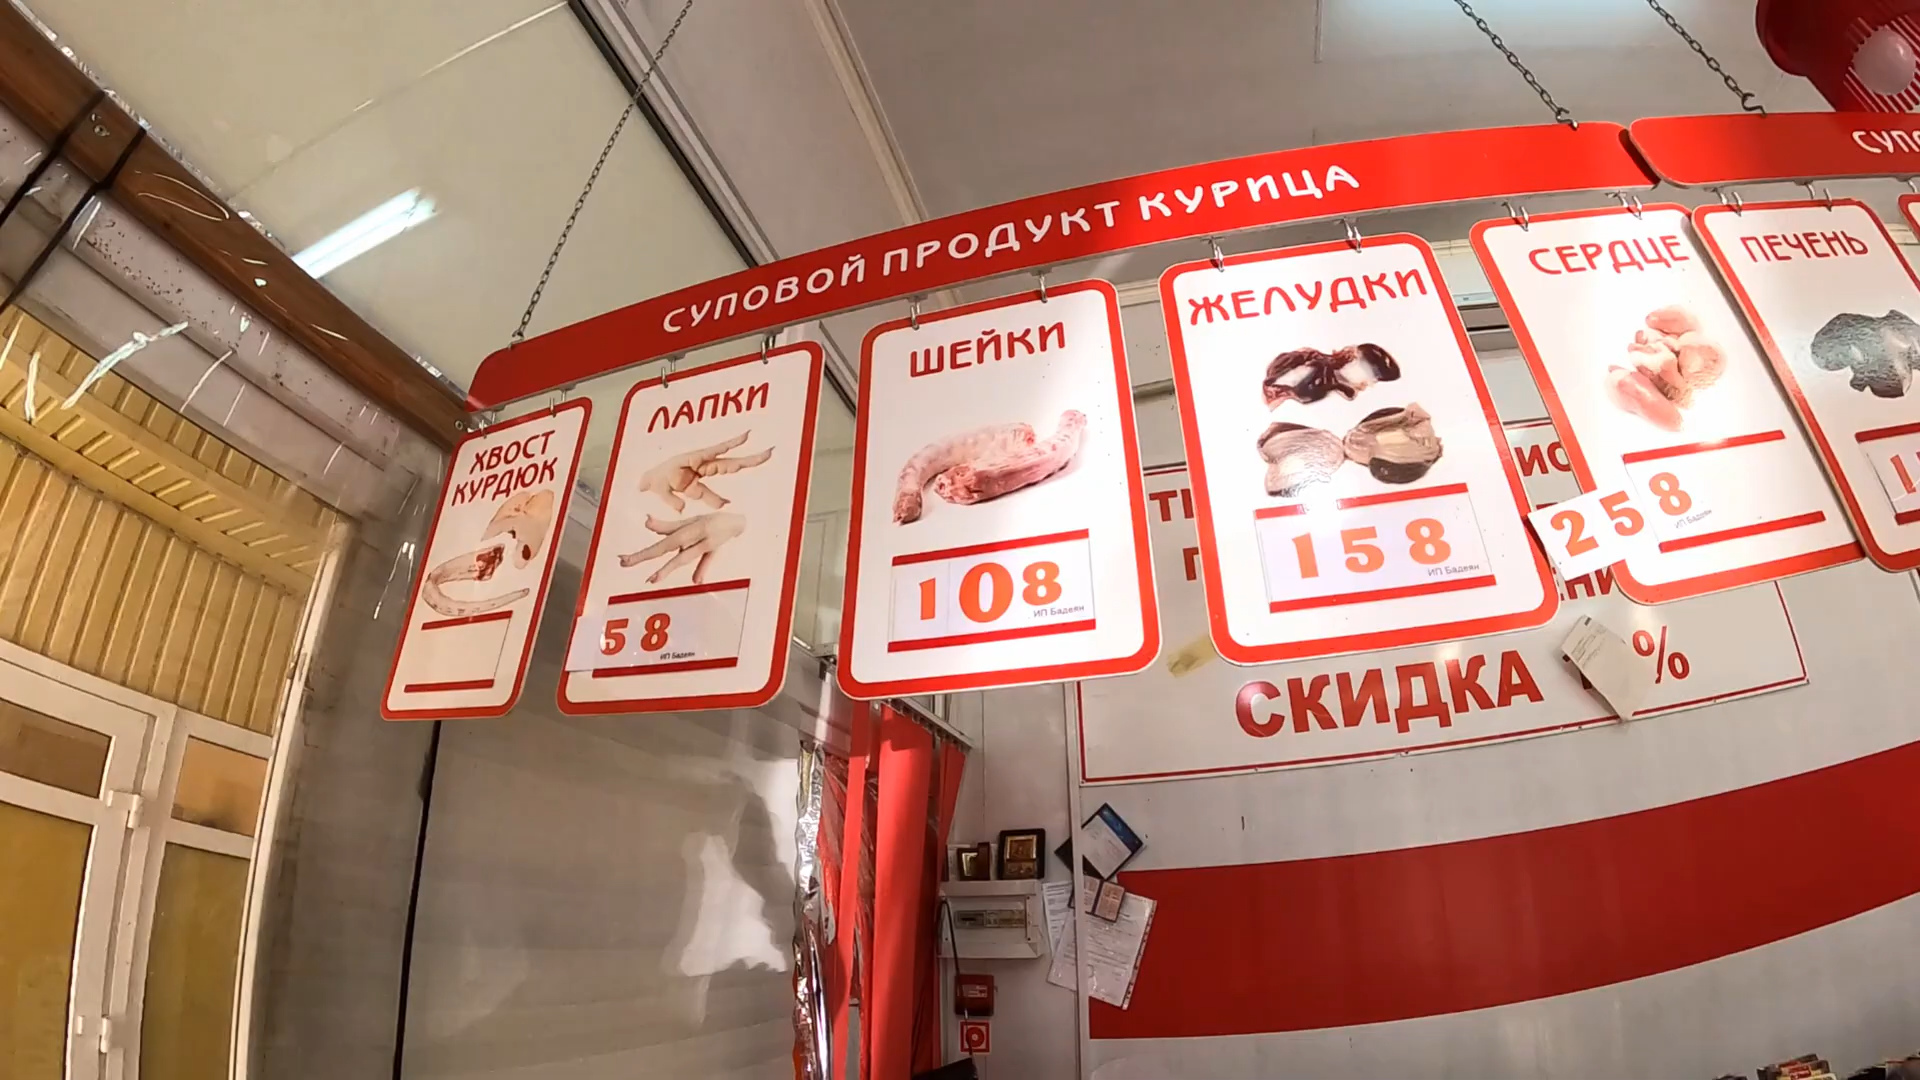 СУПОВОЙ ПРОДУКТ КУРИЦА
ХВОСТ
КУРДЮК
ЛАПКИ
58
ИП Бадеян
ШЕЙКИ
108
ИП Бадеян
ЖЕЛУДКИ
158
ИП Бадеян
СЕРДЦЕ
258
ИП Бадеян
ПЕЧЕНЬ
СКИДКА %